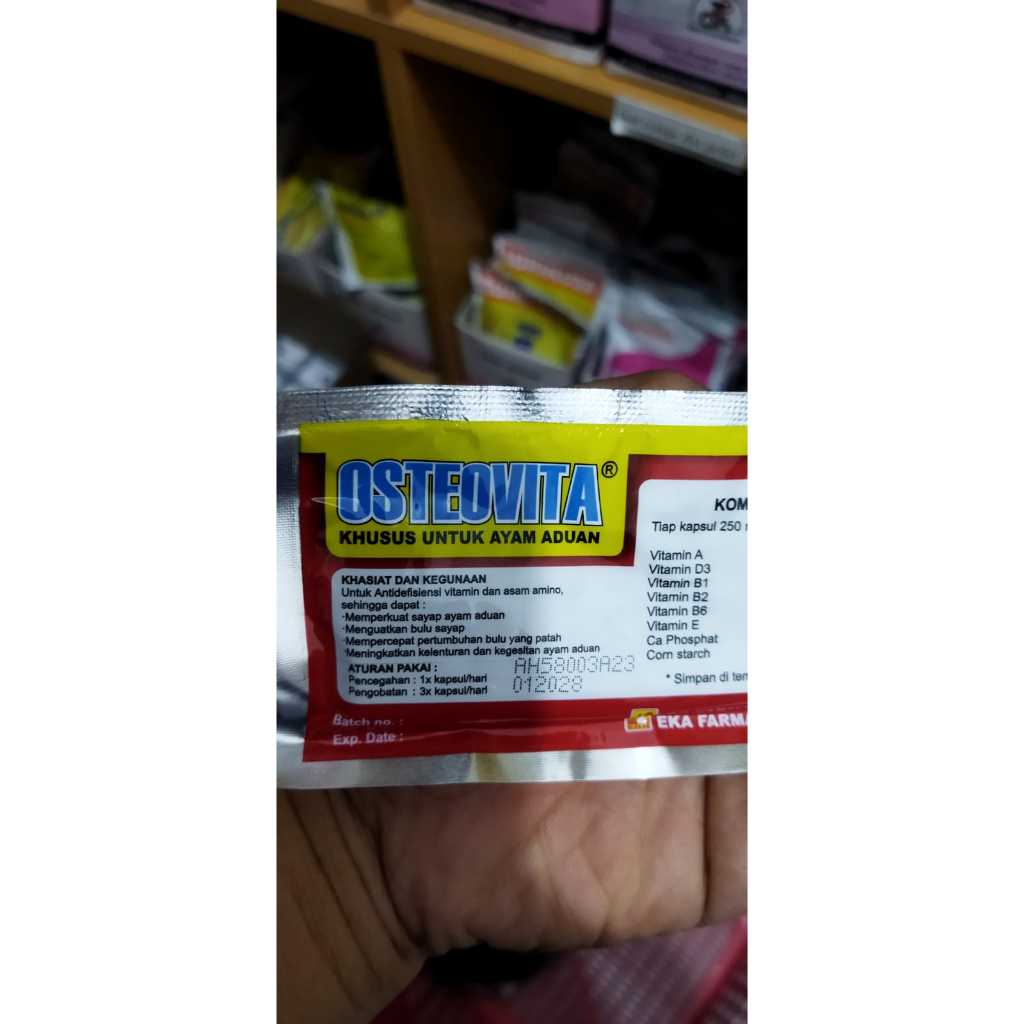 OSTEOVITA®
KHUSUS UNTUK AYAM ADUAN
KHASIAT DAN KEGUNAAN
Untuk Antidefisiensi vitamin dan asam amino,
sehingga dapat :
·Memperkuat sayap ayam aduan
·Menguatkan bulu sayap
·Mempercepat pertumbuhan bulu yang patah
·Meningkatkan kelenturan dan kegesitan ayam aduan
ATURAN PAKAI :
Pencegahan : 1x kapsul/hari
Pengobatan : 3x kapsul/hari
AH58003A23
012028
Batch no. :
Exp. Date :
KOM
Tiap kapsul 250
Vitamin A
Vitamin D3
Vitamin B1
Vitamin B2
Vitamin B6
Vitamin E
Ca Phosphat
Corn starch
* Simpan di tem
EKA FARMA